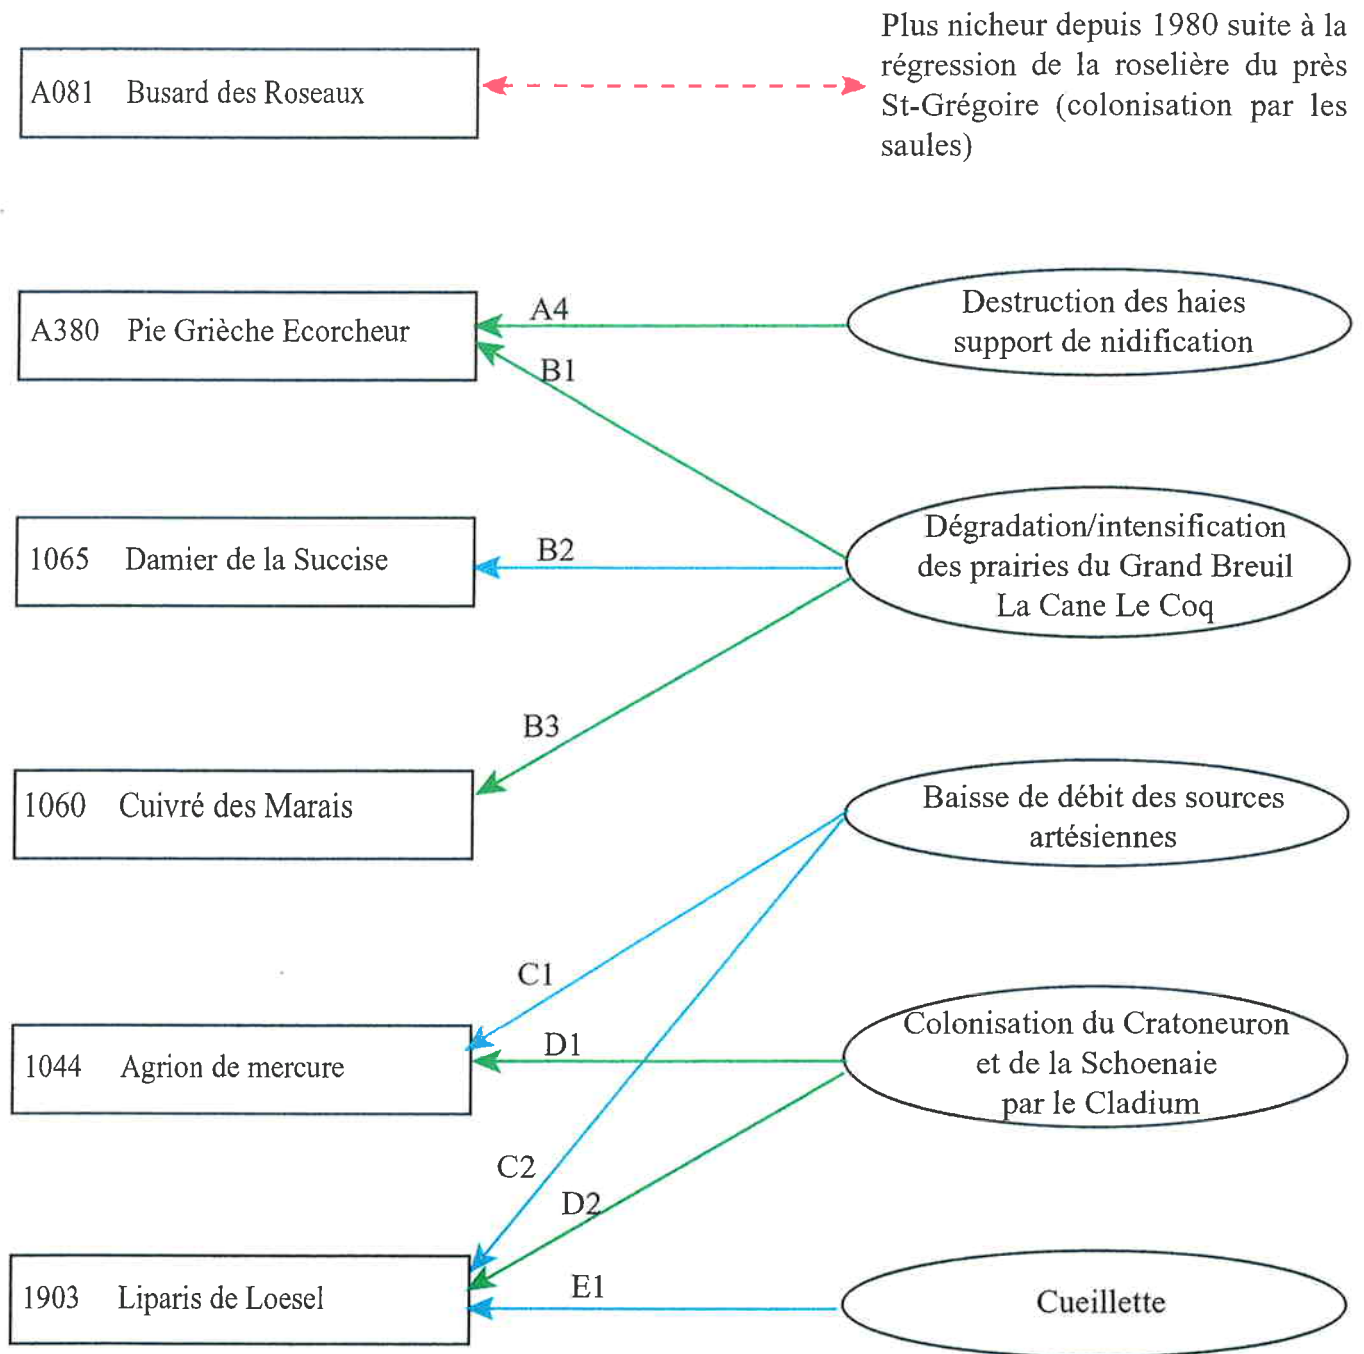 Plus nicheur depuis 1980 suite à la
régression de la roselière du près
St-Grégoire (colonisation par les
saules)
A081 Busard des Roseaux
A380 Pie Grièche Ecorcheur
A4
B1
Destruction des haies
support de nidification
1065 Damier de la Succise
B2
Dégradation/intensification
des prairies du Grand Breuil
La Cane Le Coq
B3
1060 Cuivré des Marais
Baisse de débit des sources
artésiennes
C1
1044 Agrion de mercure
D1
Colonisation du Cratoneuron
et de la Schoenaie
par le Cladium
C2
D2
1903 Liparis de Loesel
E1
Cueillette